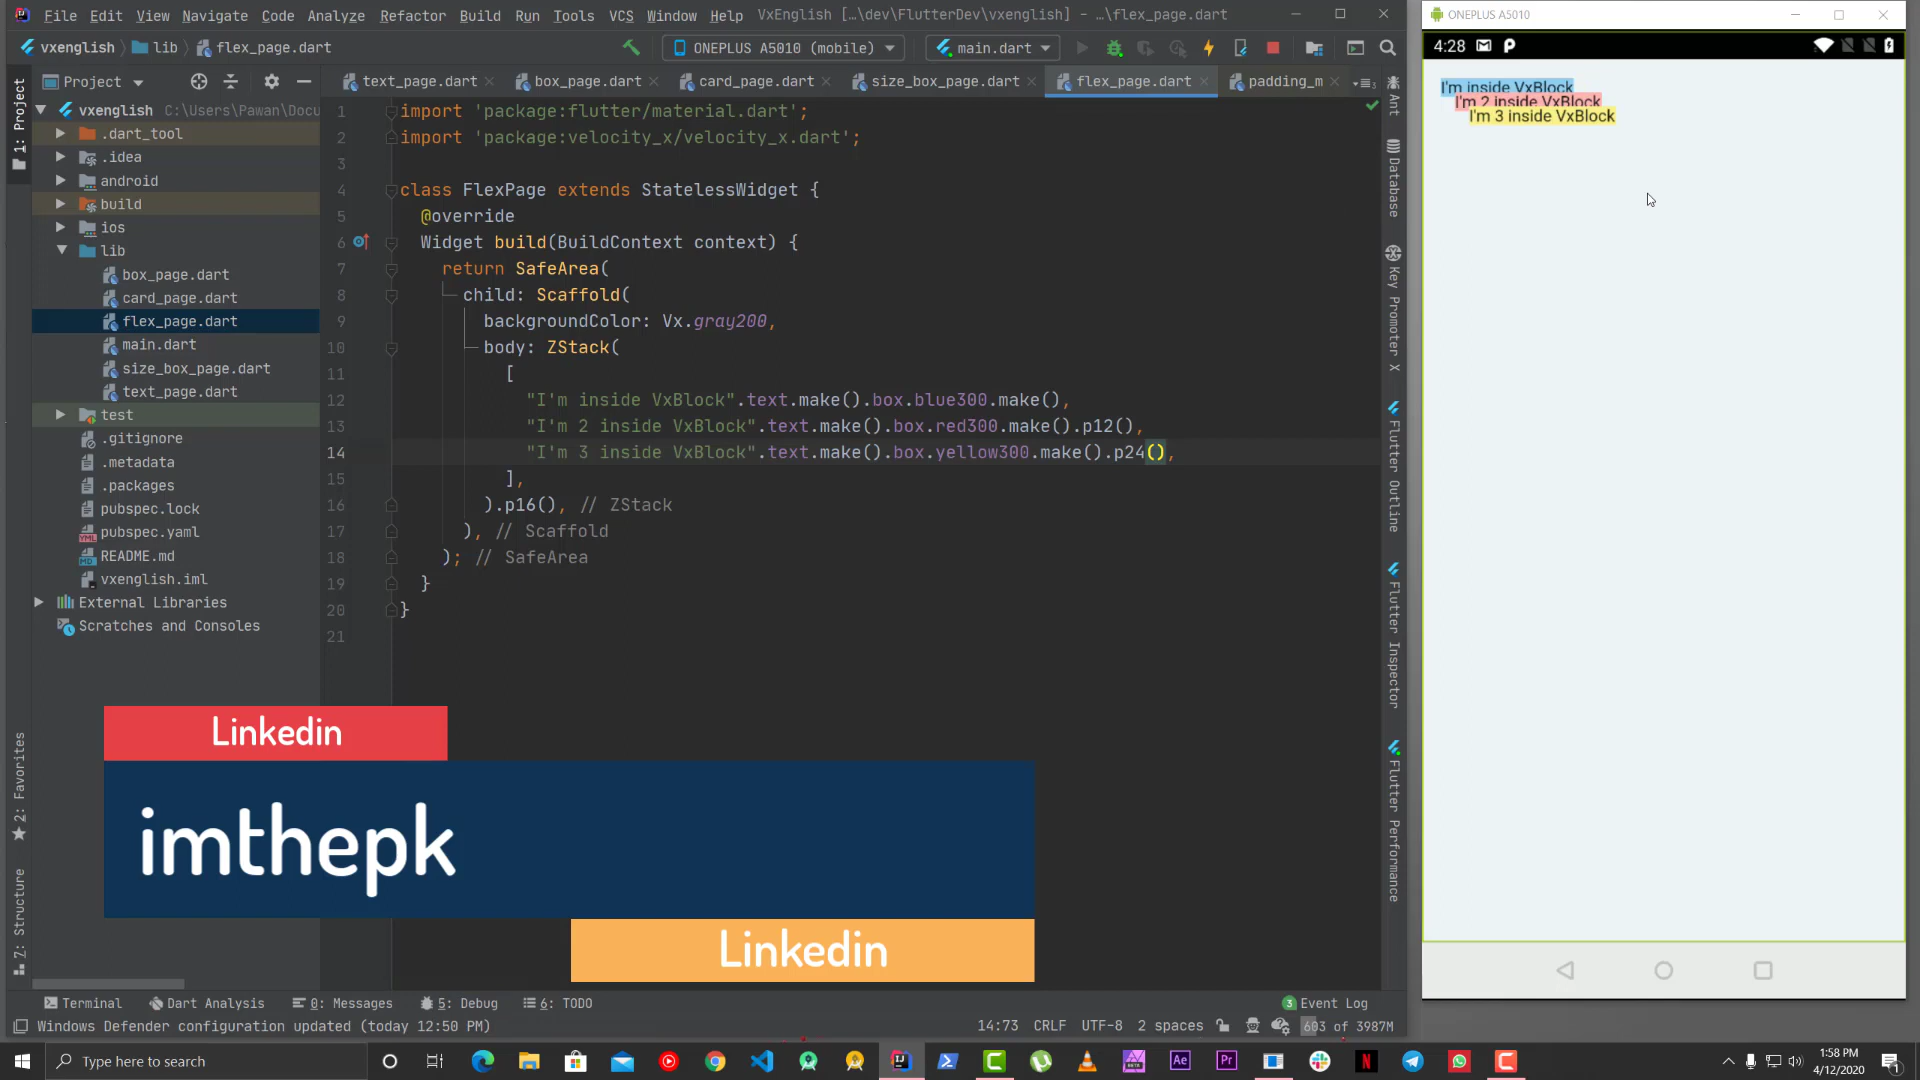 File Edit View Navigate Code Analyze Refactor Build Run Tools VCS Window Help VxEnglish [...\dev\FlutterDev\vxenglish] - ...\flex_page.dart
vxenglish lib flex_page.dart
ONEPLUS A5010 (mobile) main.dart
Project
text_page.dart box_page.dart card_page.dart size_box_page.dart flex_page.dart padding_m
1: Project
vxenglish C:\Users\Pawan\Docu
.dart_tool
.idea
android
build
ios
lib
box_page.dart
card_page.dart
flex_page.dart
main.dart
size_box_page.dart
text_page.dart
test
.gitignore
.metadata
.packages
pubspec.lock
pubspec.yaml
README.md
vxenglish.iml
External Libraries
Scratches and Consoles
2: Favorites
Z: Structure
1 import 'package:flutter/material.dart';
2 import 'package:velocity_x/velocity_x.dart';
3
4 class FlexPage extends StatelessWidget {
5 @override
6 Widget build(BuildContext context) {
7 return SafeArea(
8 child: Scaffold(
9 backgroundColor: Vx.gray200,
10 body: ZStack(
11 [
12 "I'm inside VxBlock".text.make().box.blue300.make(),
13 "I'm 2 inside VxBlock".text.make().box.red300.make().p12(),
14 "I'm 3 inside VxBlock".text.make().box.yellow300.make().p24(),
15 ],
16 ).p16(), // ZStack
17 ), // Scaffold
18 ); // SafeArea
19 }
20 }
21
Ant
Database
Key Promoter X
Flutter Outline
Flutter Inspector
Flutter Performance
Linkedin
imthepk
Linkedin
Terminal Dart Analysis 0: Messages 5: Debug 6: TODO 3 Event Log
Windows Defender configuration updated (today 12:50 PM) 14:73 CRLF UTF-8 2 spaces 603 of 3987M
ONEPLUS A5010
4:28
I'm inside VxBlock
I'm 2 inside VxBlock
I'm 3 inside VxBlock
Type here to search
1:58 PM
4/12/2020